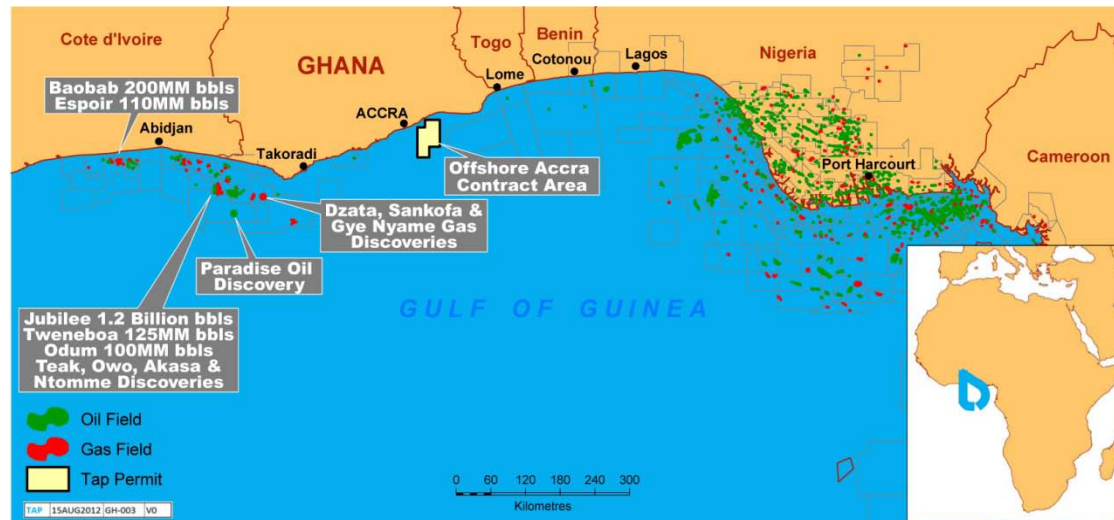 Cote d'Ivoire
GHANA
Togo
Benin
Nigeria
Cameroon
Baobab 200MM bbls
Espoir 110MM bbls
Abidjan
Takoradi
ACCRA
Lome
Cotonou
Lagos
Port Harcourt
Offshore Accra
Contract Area
Dzata, Sankofa &
Gye Nyame Gas
Discoveries
Paradise Oil
Discovery
Jubilee 1.2 Billion bbls
Tweneboa 125MM bbls
Odum 100MM bbls
Teak, Owo, Akasa &
Ntomme Discoveries
GULF OF GUINEA
Oil Field
Gas Field
Tap Permit
0 60 120 180 240 300
Kilometres
TAP 15AUG2012 GH-003 V0